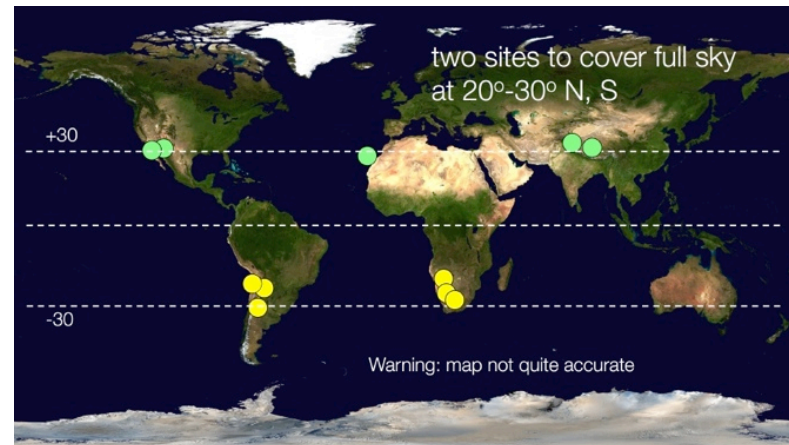 two sites to cover full sky
at 20º-30º N, S
+30
-30
Warning: map not quite accurate